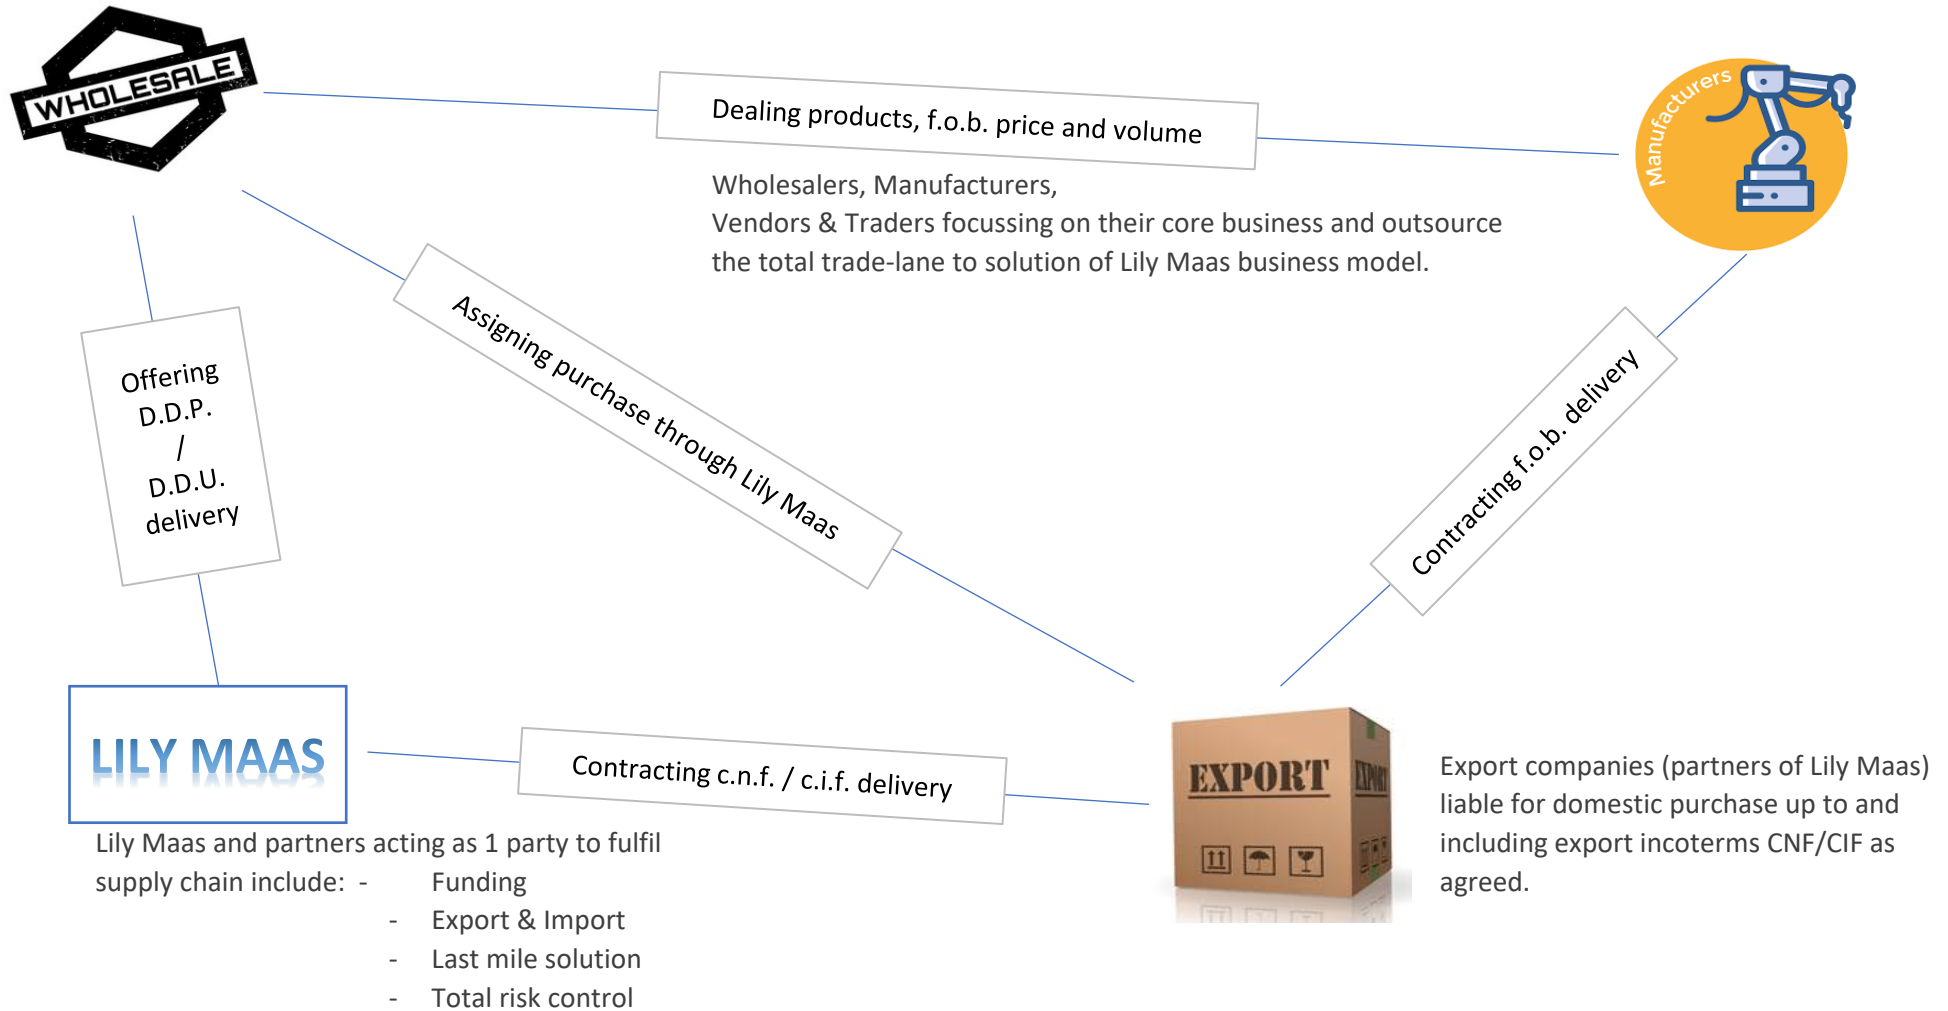 WHOLESALE
Dealing products, f.o.b. price and volume
Manufacturers
Wholesalers, Manufacturers,
Vendors & Traders focussing on their core business and outsource
the total trade-lane to solution of Lily Maas business model.
Offering
D.D.P.
/
D.D.U.
delivery
Assigning purchase through Lily Maas
Contracting f.o.b. delivery
LILY MAAS
Contracting c.n.f. / c.i.f. delivery
EXPORT
EXPORT
Export companies (partners of Lily Maas)
liable for domestic purchase up to and
including export incoterms CNF/CIF as
agreed.
Lily Maas and partners acting as 1 party to fulfil
supply chain include: - Funding
- Export & Import
- Last mile solution
- Total risk control